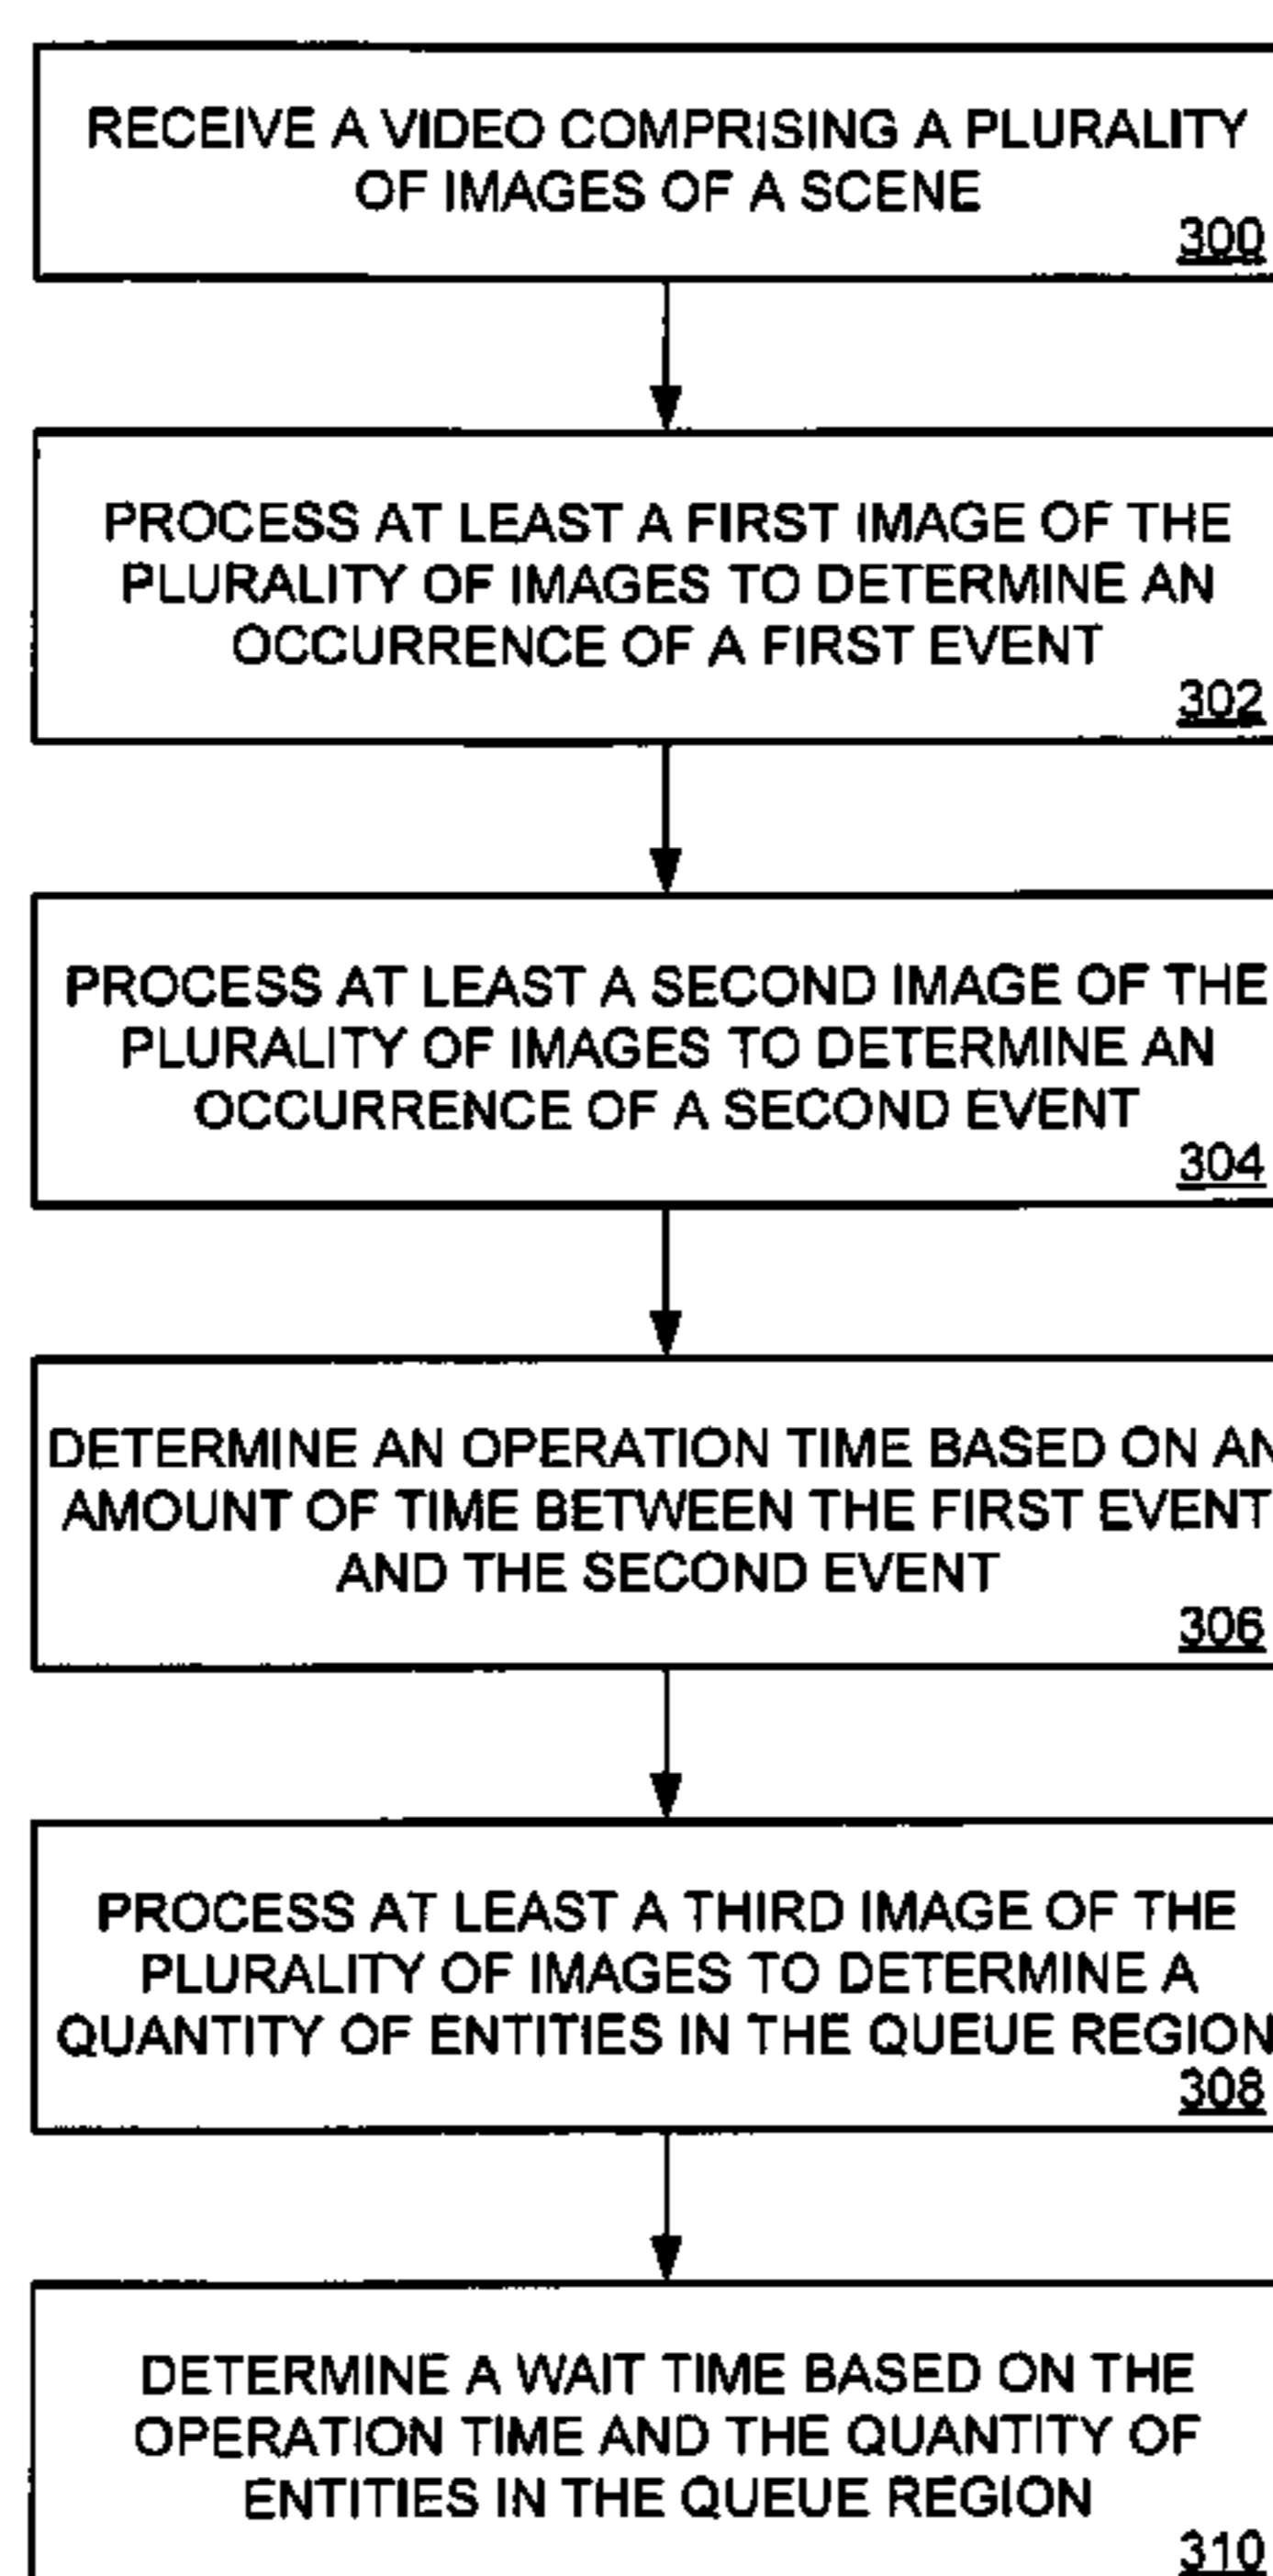 RECEIVE A VIDEO COMPRISING A PLURALITY
OF IMAGES OF A SCENE
300
PROCESS AT LEAST A FIRST IMAGE OF THE
PLURALITY OF IMAGES TO DETERMINE AN
OCCURRENCE OF A FIRST EVENT
302
PROCESS AT LEAST A SECOND IMAGE OF THE
PLURALITY OF IMAGES TO DETERMINE AN
OCCURRENCE OF A SECOND EVENT
304
DETERMINE AN OPERATION TIME BASED ON AN
AMOUNT OF TIME BETWEEN THE FIRST EVENT
AND THE SECOND EVENT
306
PROCESS AT LEAST A THIRD IMAGE OF THE
PLURALITY OF IMAGES TO DETERMINE A
QUANTITY OF ENTITIES IN THE QUEUE REGION
308
DETERMINE A WAIT TIME BASED ON THE
OPERATION TIME AND THE QUANTITY OF
ENTITIES IN THE QUEUE REGION
310